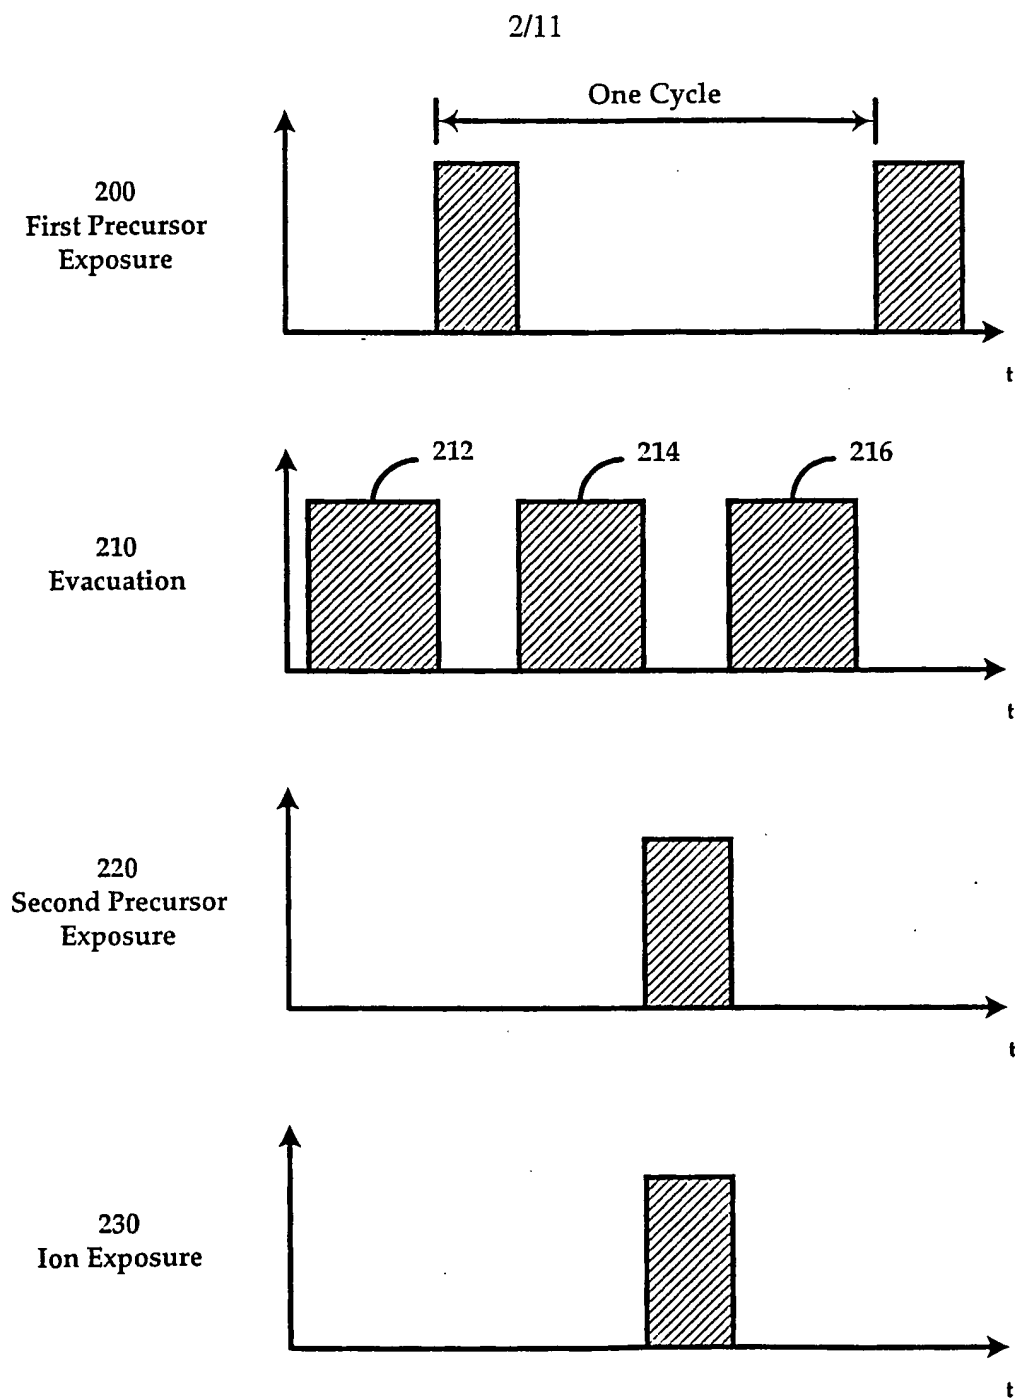 2/11
One Cycle
200
First Precursor
Exposure
t
212
214
216
210
Evacuation
t
220
Second Precursor
Exposure
t
230
Ion Exposure
t